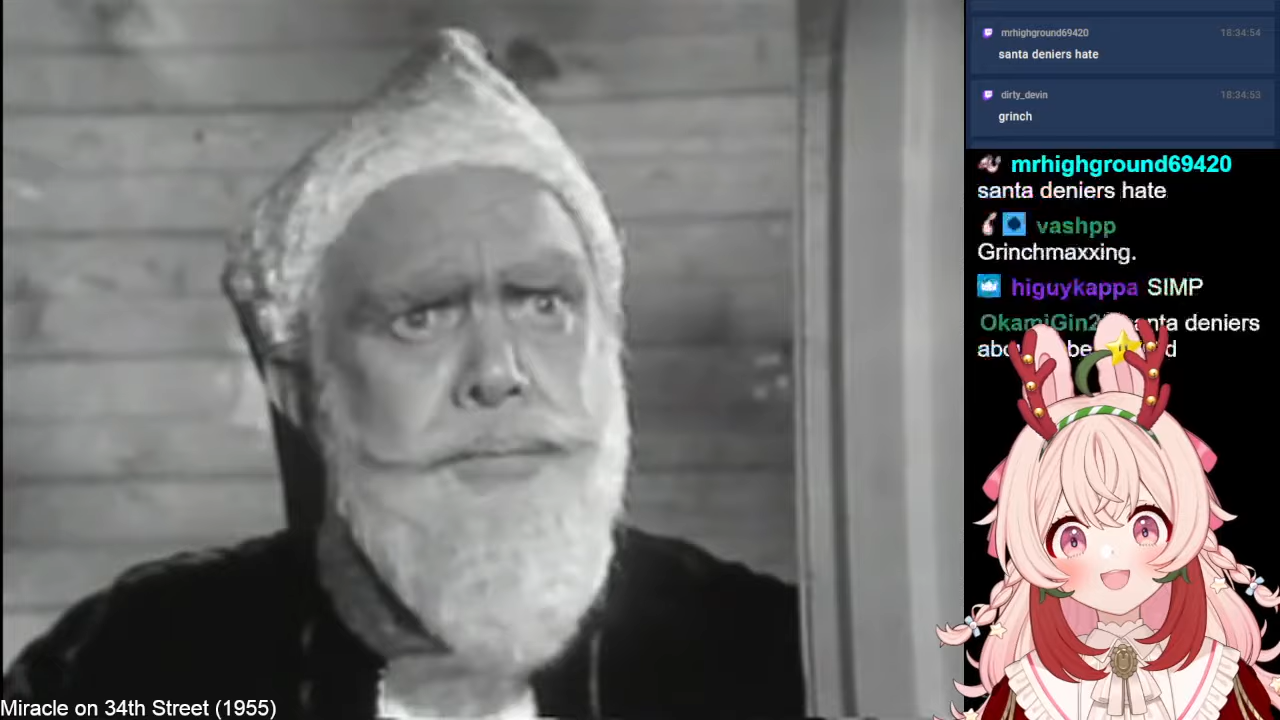 mrhighground69420 18:34:54
santa deniers hate
dirty_devin 18:34:53
grinch
mrhighground69420
santa deniers hate
vashpp
Grinchmaxxing.
higuykappa SIMP
deniers
Miracle on 34th Street (1955)